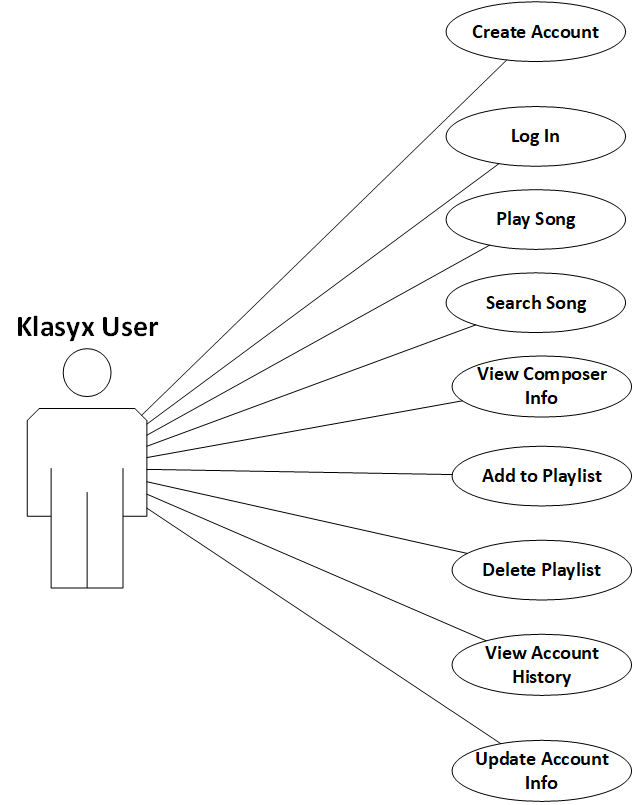 Create Account
Log In
Play Song
Search Song
Klasyx User
View Composer
Info
Add to Playlist
Delete Playlist
View Account
History
Update Account
Info